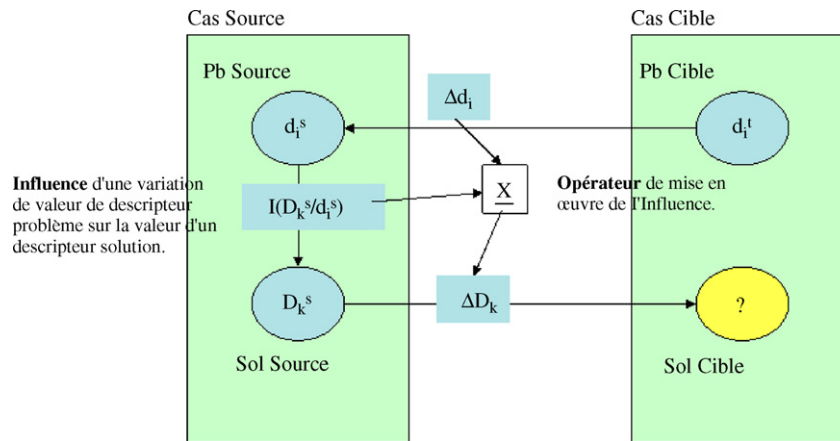 Cas Source
Cas Cible
Pb Source
Pb Cible
Δdᵢ
dᵢˢ
dᵢᵗ
Influence d'une variation
de valeur de descripteur
problème sur la valeur d'un
descripteur solution.
I(Dₖˢ/dᵢˢ)
X
Opérateur de mise en
œuvre de l'Influence.
Dₖˢ
ΔDₖ
?
Sol Source
Sol Cible